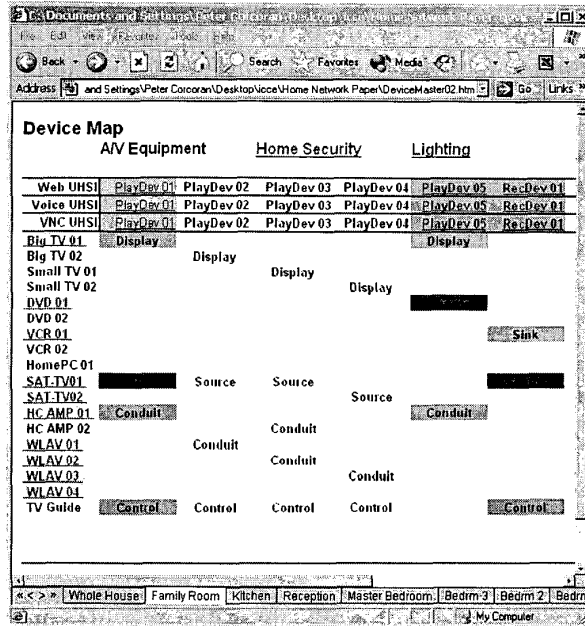 File Edit View Favorites Tools Help
Back Search Favorites Media
Address and Settings\Peter Corcoran\Desktop\icce\Home Network Paper\DeviceMaster02.htm Go Links
Device Map
A/V Equipment Home Security Lighting
Web UHSI PlayDev 01 PlayDev 02 PlayDev 03 PlayDev 04 PlayDev 05 RecDev 01
Voice UHSI PlayDev 01 PlayDev 02 PlayDev 03 PlayDev 04 PlayDev 05 RecDev 01
VNC UHSI PlayDev 01 PlayDev 02 PlayDev 03 PlayDev 04 PlayDev 05 RecDev 01
Big TV 01 Display Display
Big TV 02 Display
Small TV 01 Display
Small TV 02 Display
DVD 01
DVD 02
VCR 01 Sink
VCR 02
HomePC 01
SAT-TV01 Source Source
SAT-TV02 Source
HC AMP 01 Conduit Conduit
HC AMP 02 Conduit
WLAV 01 Conduit
WLAV 02 Conduit
WLAV 03 Conduit
WLAV 04
TV Guide Control Control Control Control Control
« < > » Whole House Family Room Kitchen Reception Master Bedroom Bedrm 3 Bedrm 2 Bedrm
My Computer